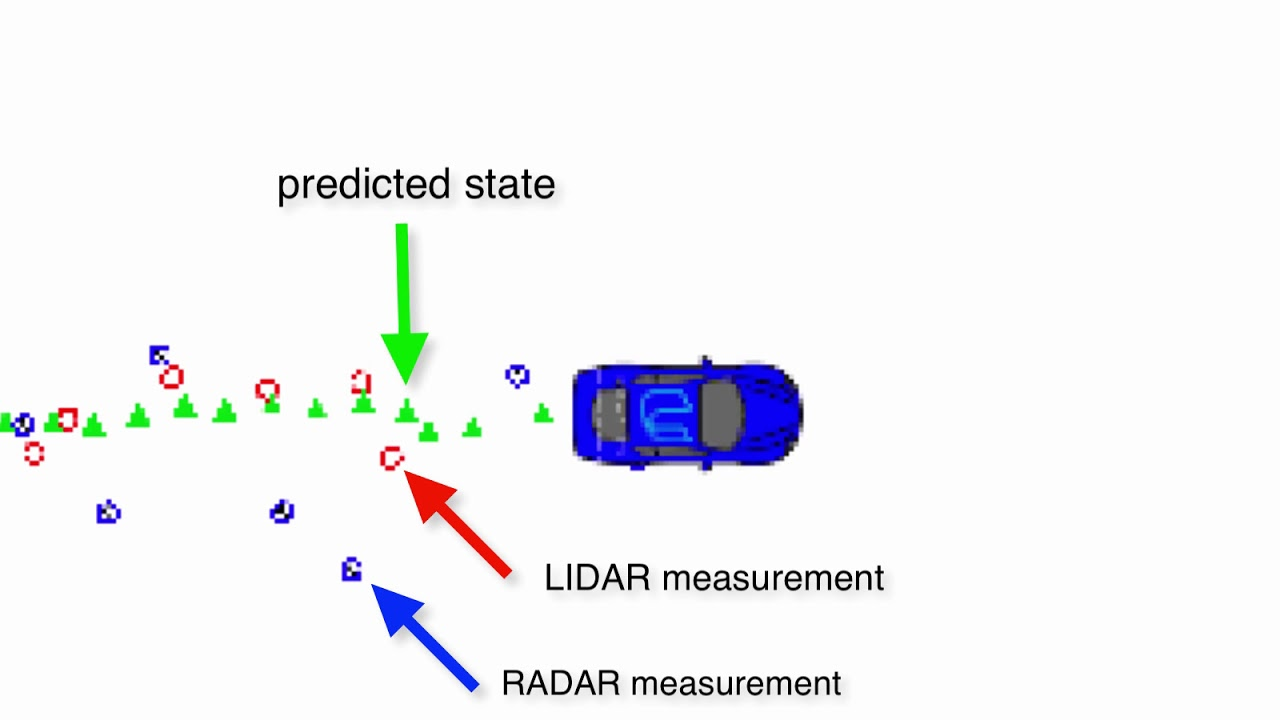 predicted state
LIDAR measurement
RADAR measurement